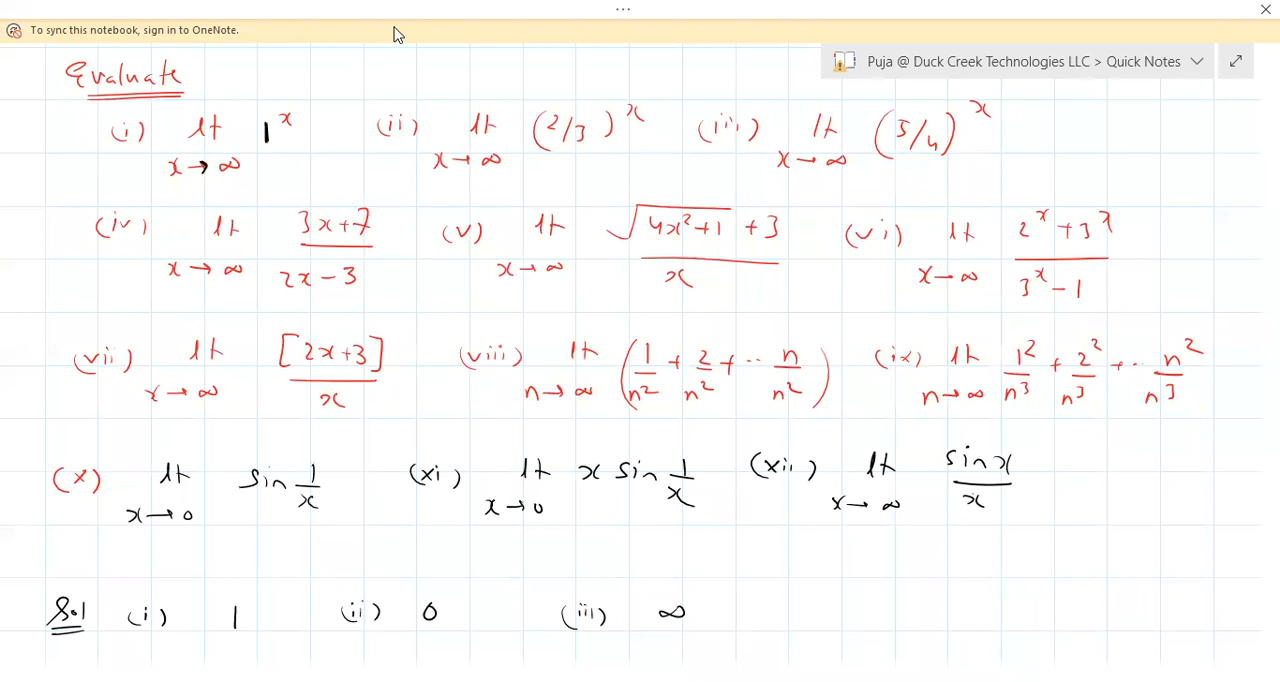 To sync this notebook, sign in to OneNote.
Puja @ Duck Creek Technologies LLC > Quick Notes
Evaluate
(i) lt x→∞ 1^x (ii) lt x→∞ (2/3)^x (iii) lt x→∞ (5/4)^x
(iv) lt x→∞ (3x+7)/(2x-3) (v) lt x→∞ (√(4x²+1) +3)/x (vi) lt x→∞ (2^x+3^x)/(3^x-1)
(vii) lt x→∞ [2x+3]/x (viii) lt n→∞ (1/n² + 2/n² + ·· n/n²) (ix) lt n→∞ 1²/n³ + 2²/n³ + ·· n²/n³
(x) lt x→0 sin 1/x (xi) lt x→0 x sin 1/x (xii) lt x→∞ sinx/x
Sol (i) 1 (ii) 0 (iii) ∞